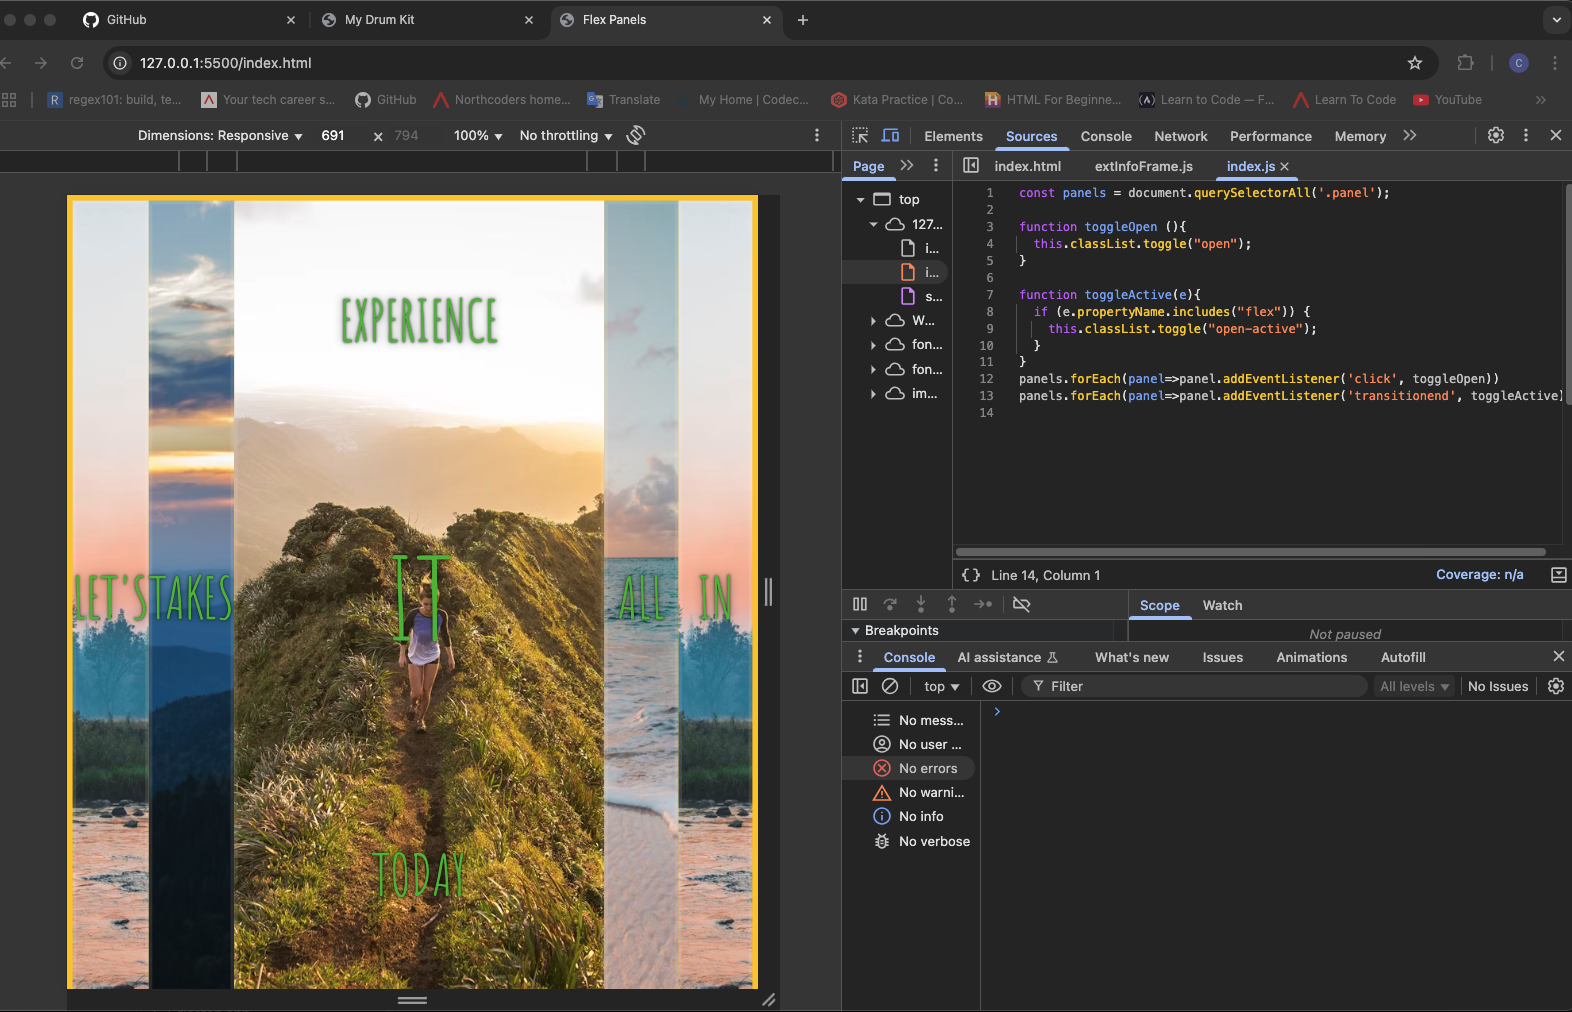 GitHub
My Drum Kit
Flex Panels
127.0.0.1:5500/index.html
regex101: build, te...
Your tech career s...
GitHub
Northcoders home...
Translate
My Home | Codec...
Kata Practice | Co...
HTML For Beginne...
Learn to Code — F...
Learn To Code
YouTube
Dimensions: Responsive
691
×
794
100%
No throttling
Elements
Sources
Console
Network
Performance
Memory
Page
index.html
extInfoFrame.js
index.js
top
127...
i...
i...
s...
W...
fon...
fon...
im...
1 const panels = document.querySelectorAll('.panel');
2
3 function toggleOpen (){
4 this.classList.toggle("open");
5 }
6
7 function toggleActive(e){
8 if (e.propertyName.includes("flex")) {
9 this.classList.toggle("open-active");
10 }
11 }
12 panels.forEach(panel=>panel.addEventListener('click', toggleOpen))
13 panels.forEach(panel=>panel.addEventListener('transitionend', toggleActive)
14
{} Line 14, Column 1
Coverage: n/a
Scope
Watch
Breakpoints
Not paused
Console
AI assistance
What's new
Issues
Animations
Autofill
top
Filter
All levels
No Issues
No mess...
No user ...
No errors
No warni...
No info
No verbose
EXPERIENCE
LET'S
TAKES
IT
ALL
IN
TODAY
C